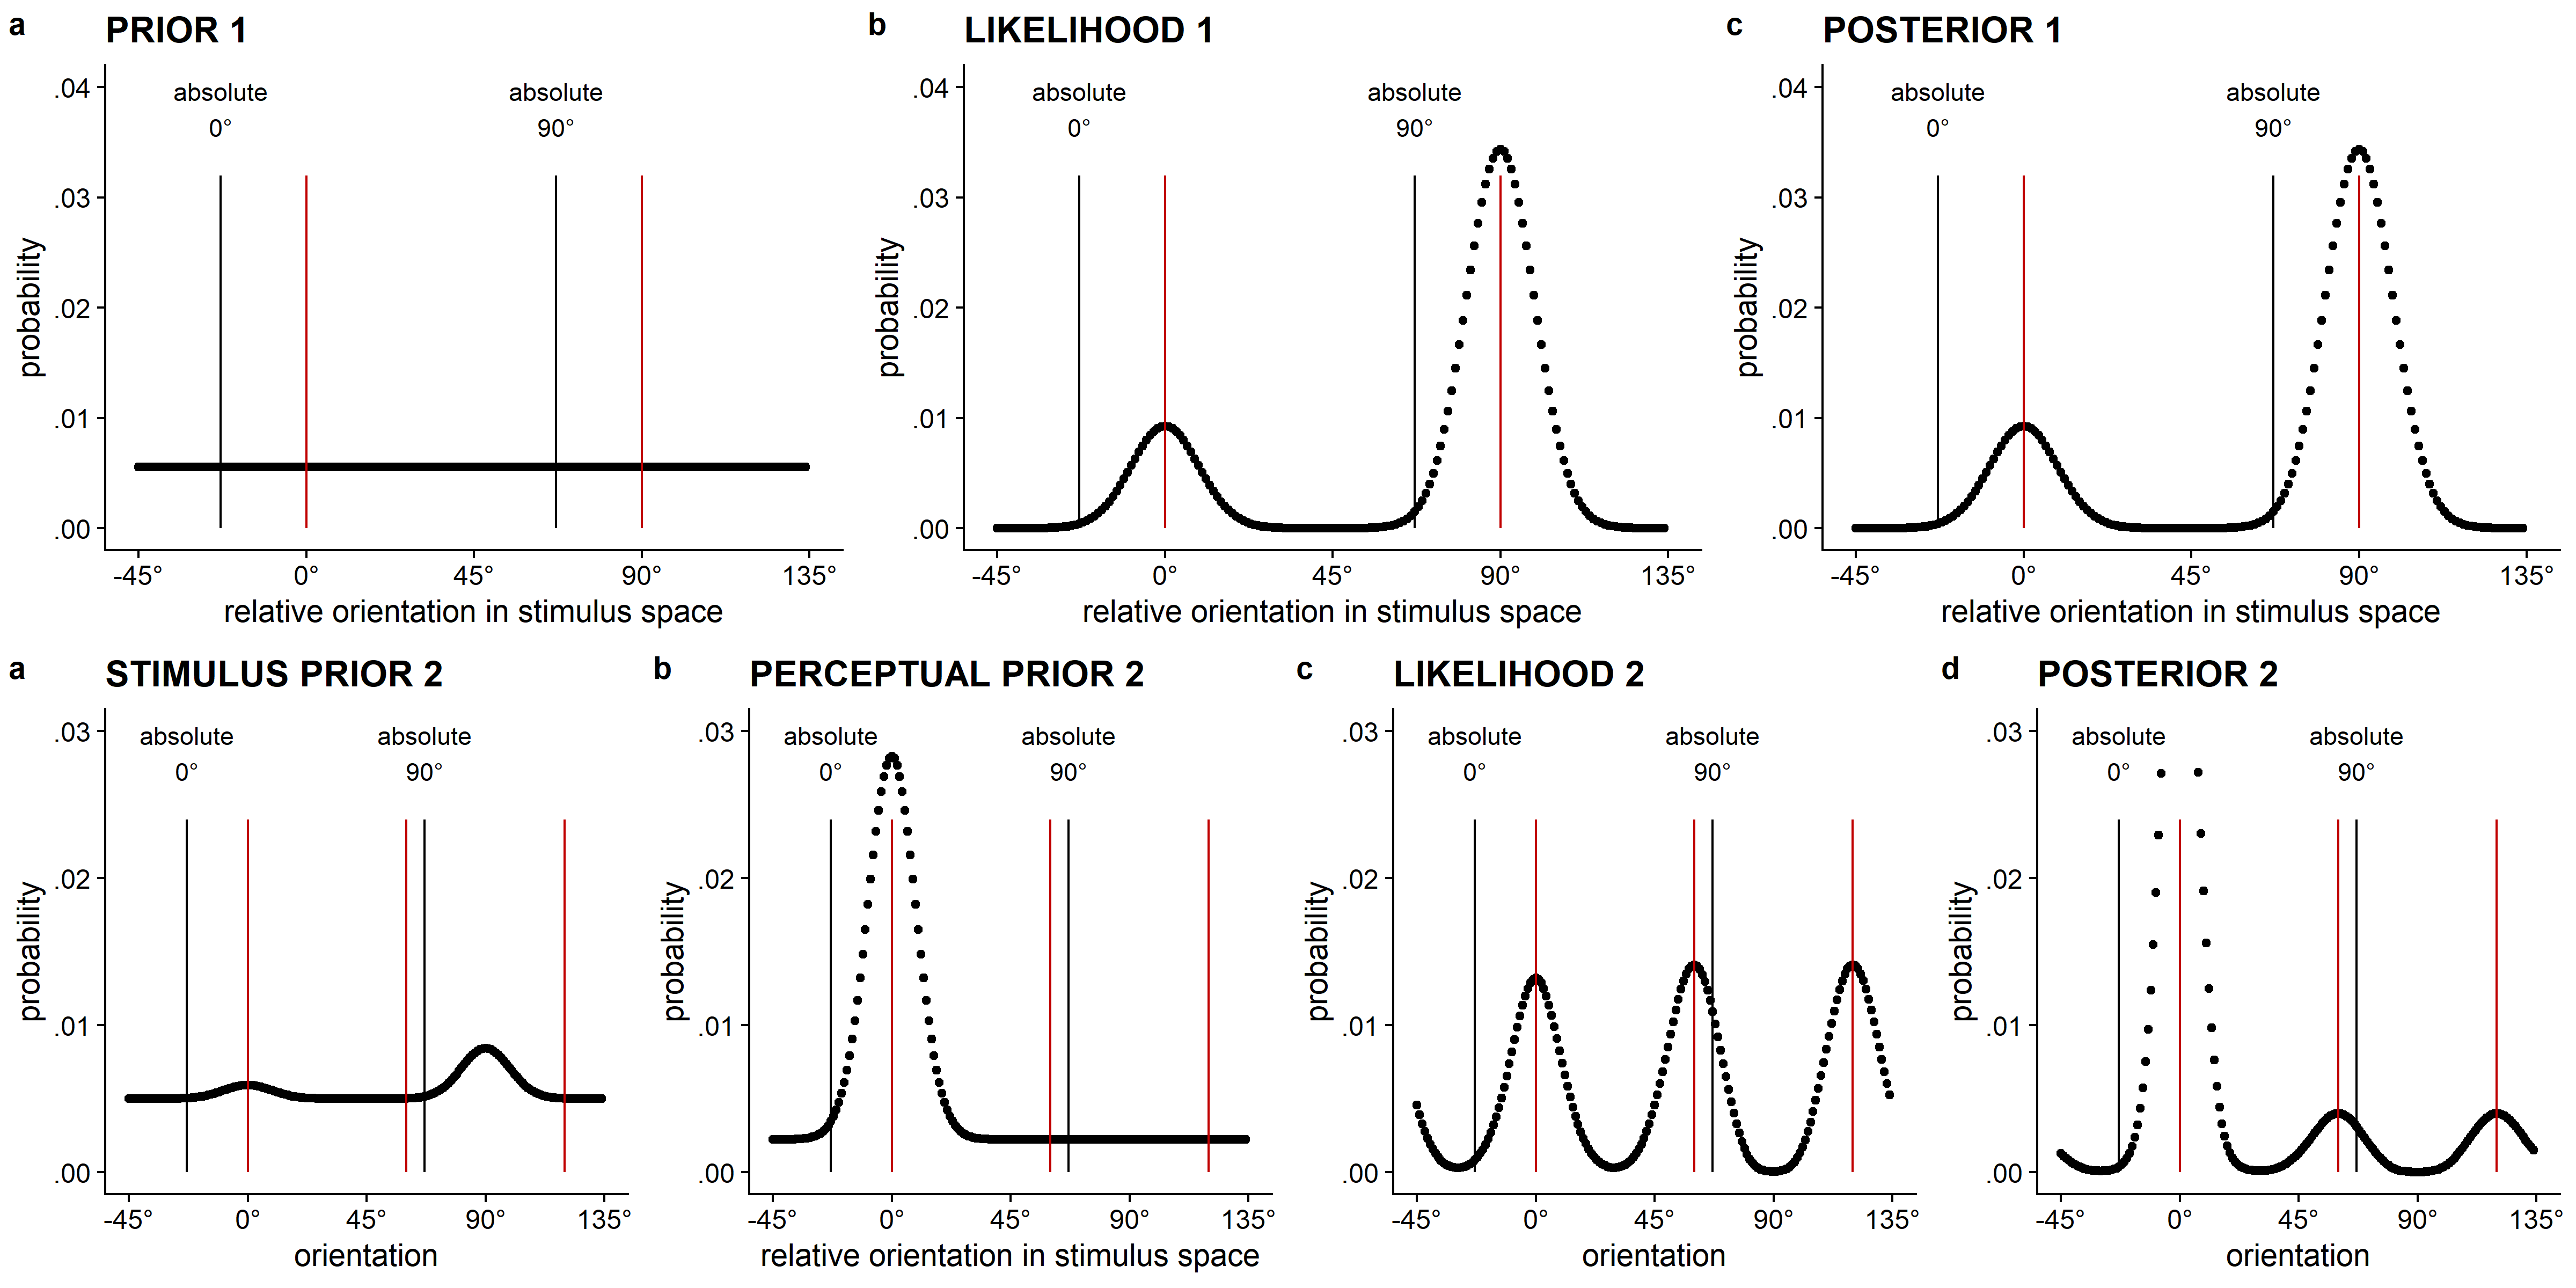 a PRIOR 1
absolute 0° absolute 90°
.04
.03
.02
.01
.00
probability
-45° 0° 45° 90° 135°
relative orientation in stimulus space
b LIKELIHOOD 1
absolute 0° absolute 90°
.04
.03
.02
.01
.00
probability
-45° 0° 45° 90° 135°
relative orientation in stimulus space
c POSTERIOR 1
absolute 0° absolute 90°
.04
.03
.02
.01
.00
probability
-45° 0° 45° 90° 135°
relative orientation in stimulus space
a STIMULUS PRIOR 2
absolute 0° absolute 90°
.03
.02
.01
.00
probability
-45° 0° 45° 90° 135°
orientation
b PERCEPTUAL PRIOR 2
absolute 0° absolute 90°
.03
.02
.01
.00
probability
-45° 0° 45° 90° 135°
relative orientation in stimulus space
c LIKELIHOOD 2
absolute 0° absolute 90°
.03
.02
.01
.00
probability
-45° 0° 45° 90° 135°
orientation
d POSTERIOR 2
absolute 0° absolute 90°
.03
.02
.01
.00
probability
-45° 0° 45° 90° 135°
orientation